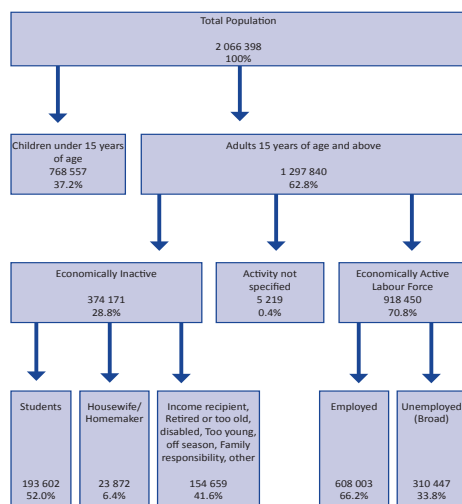 Total Population
2 066 398
100%
Children under 15 years
of age
768 557
37.2%
Adults 15 years of age and above
1 297 840
62.8%
Economically Inactive
374 171
28.8%
Activity not
specified
5 219
0.4%
Economically Active
Labour Force
918 450
70.8%
Students
193 602
52.0%
Housewife/
Homemaker
23 872
6.4%
Income recipient,
Retired or too old,
disabled, Too young,
off season, Family
responsibility, other
154 659
41.6%
Employed
608 003
66.2%
Unemployed
(Broad)
310 447
33.8%